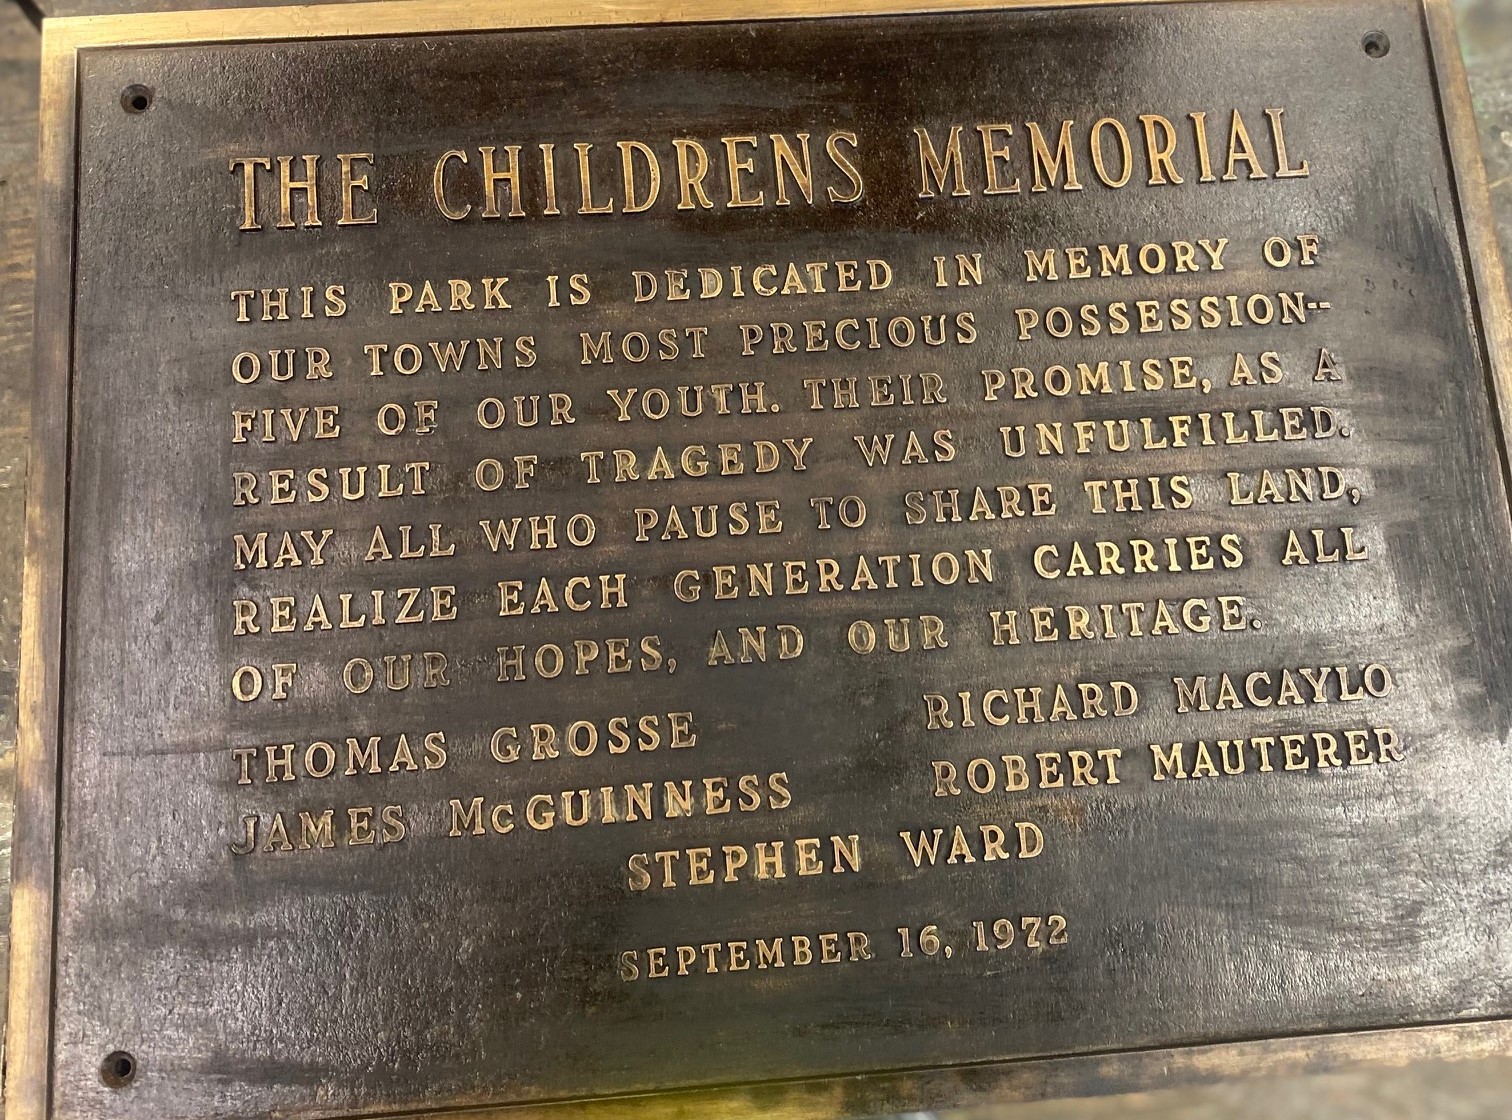 THE CHILDRENS MEMORIAL
THIS PARK IS DEDICATED IN MEMORY OF
OUR TOWNS MOST PRECIOUS POSSESSION--
FIVE OF OUR YOUTH. THEIR PROMISE, AS A
RESULT OF TRAGEDY WAS UNFULFILLED.
MAY ALL WHO PAUSE TO SHARE THIS LAND,
REALIZE EACH GENERATION CARRIES ALL
OF OUR HOPES, AND OUR HERITAGE.
THOMAS GROSSE RICHARD MACAYLO
JAMES McGUINNESS ROBERT MAUTERER
STEPHEN WARD
SEPTEMBER 16, 1972